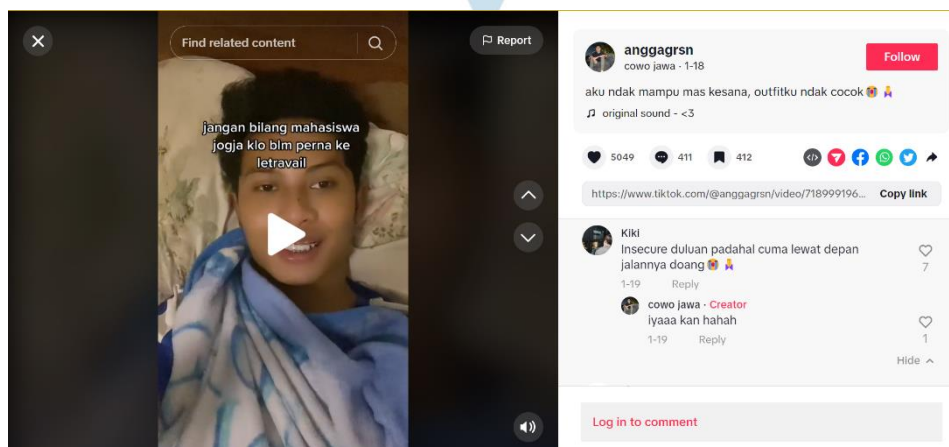 Find related content
Report
jangan bilang mahasiswa
jogja klo blm perna ke
letravail
anggagrsn
cowo jawa · 1-18
Follow
aku ndak mampu mas kesana, outfitku ndak cocok
original sound - <3
5049
411
412
https://www.tiktok.com/@anggagrsn/video/718999196...
Copy link
Kiki
Insecure duluan padahal cuma lewat depan
jalannya doang
7
1-19 Reply
cowo jawa · Creator
iyaaa kan hahah
1
1-19 Reply
Hide
Log in to comment